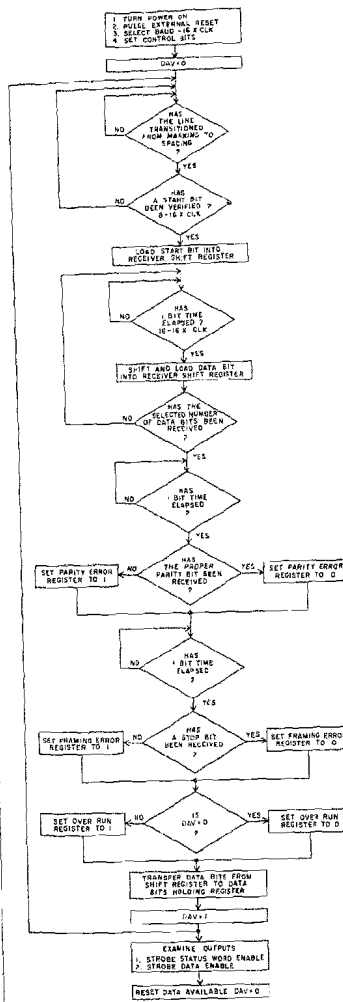 1 TURN POWER ON
2. PULSE EXTERNAL RESET
3. SELECT BAUD - 16 X CLK
4 SET CONTROL BITS
DAV=0
HAS
THE LINE
TRANSITIONED
FROM MARKING TO
SPACING
?
NO
YES
HAS
A START BIT
BEEN VERIFIED ?
8-16 X CLK
NO
YES
LOAD START BIT INTO
RECEIVER SHIFT REGISTER
HAS
1 BIT TIME
ELAPSED ?
16-16 X CLK
NO
YES
SHIFT AND LOAD DATA BIT
INTO RECEIVER SHIFT REGISTER
HAS THE
SELECTED NUMBER
OF DATA BITS BEEN
RECEIVED
?
NO
YES
HAS
1 BIT TIME
ELAPSED
?
NO
YES
HAS
THE PROPER
PARITY BIT BEEN
RECEIVED
?
NO
YES
SET PARITY ERROR
REGISTER TO 1
SET PARITY ERROR
REGISTER TO 0
HAS
1 BIT TIME
ELAPSED
?
NO
YES
HAS
A STOP BIT
BEEN RECEIVED
?
NO
YES
SET FRAMING ERROR
REGISTER TO 1
SET FRAMING ERROR
REGISTER TO 0
IS
DAV=0
?
NO
YES
SET OVER RUN
REGISTER TO 1
SET OVER RUN
REGISTER TO 0
TRANSFER DATA BITS FROM
SHIFT REGISTER TO DATA
BITS HOLDING REGISTER
DAV=1
EXAMINE OUTPUTS
1. STROBE STATUS WORD ENABLE
2. STROBE DATA ENABLE
RESET DATA AVAILABLE DAV=0